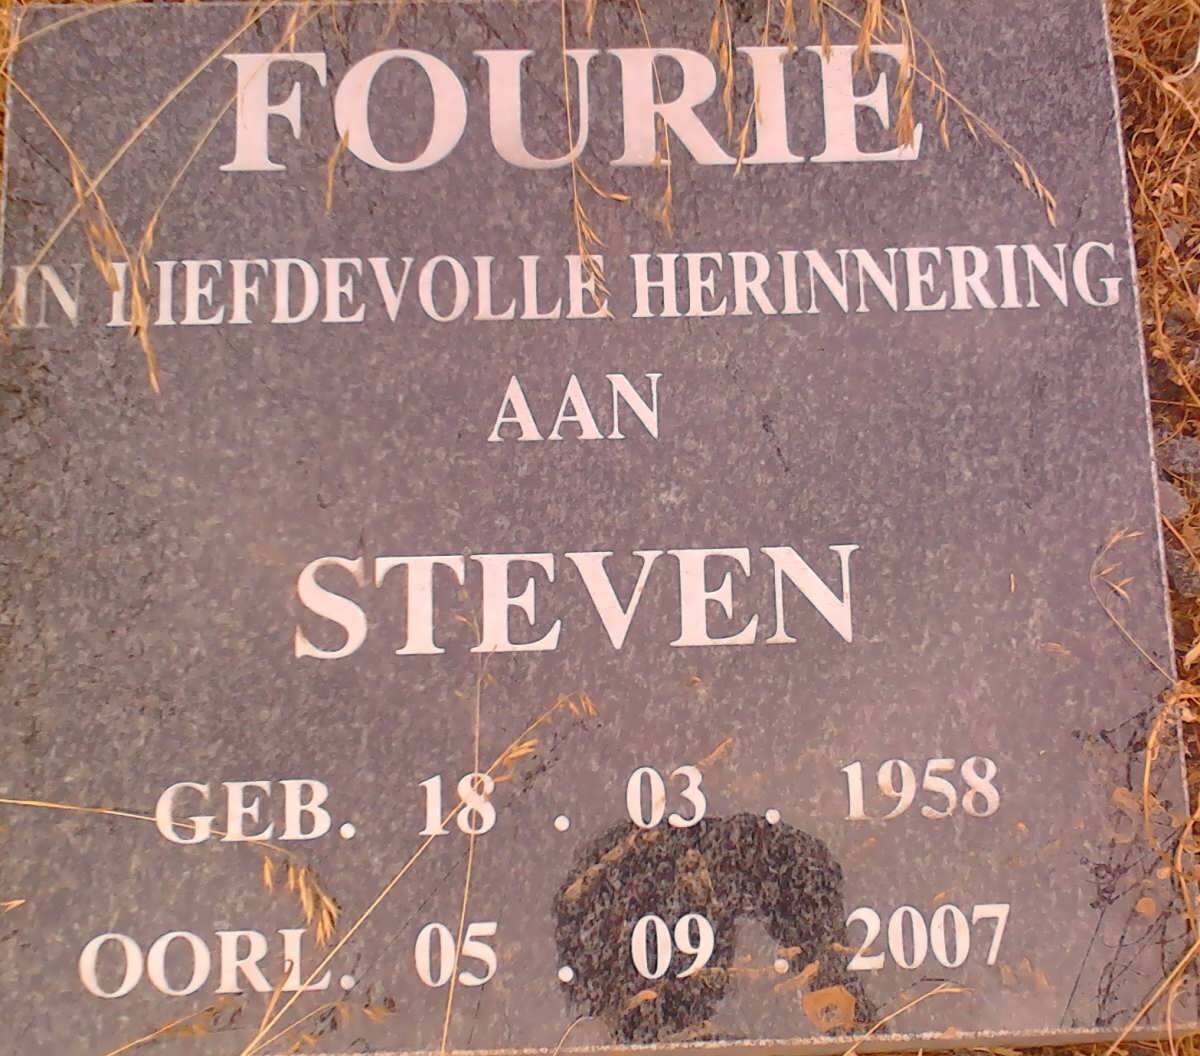 FOURIE
IN LIEFDEVOLLE HERINNERING
AAN
STEVEN
GEB. 18 . 03 . 1958
OORL. 05 . 09 . 2007